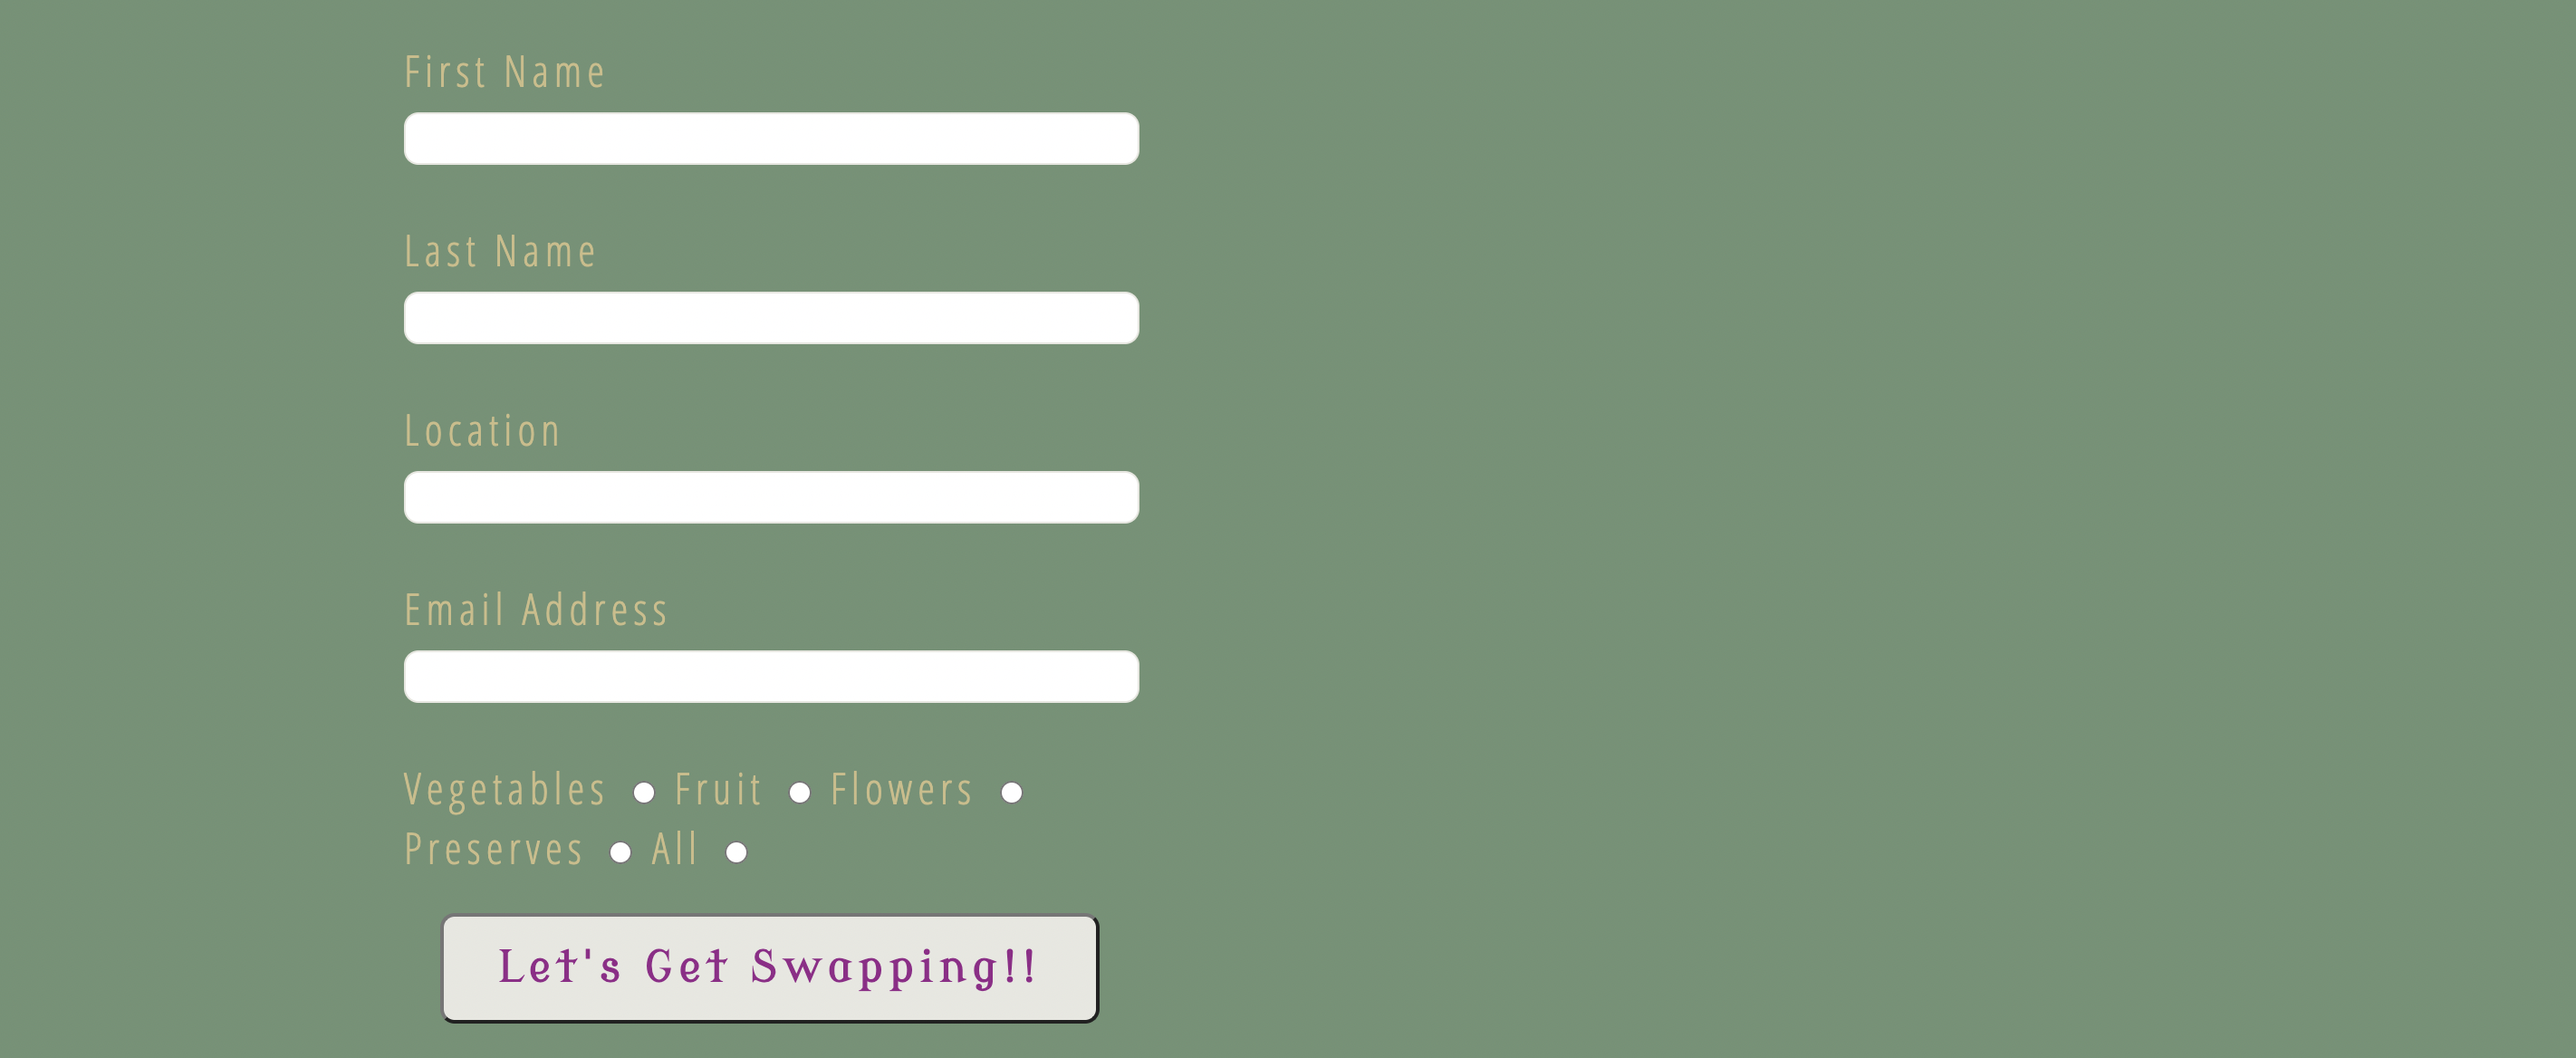 First Name
Last Name
Location
Email Address
Vegetables Fruit Flowers
Preserves All
Let's Get Swapping!!